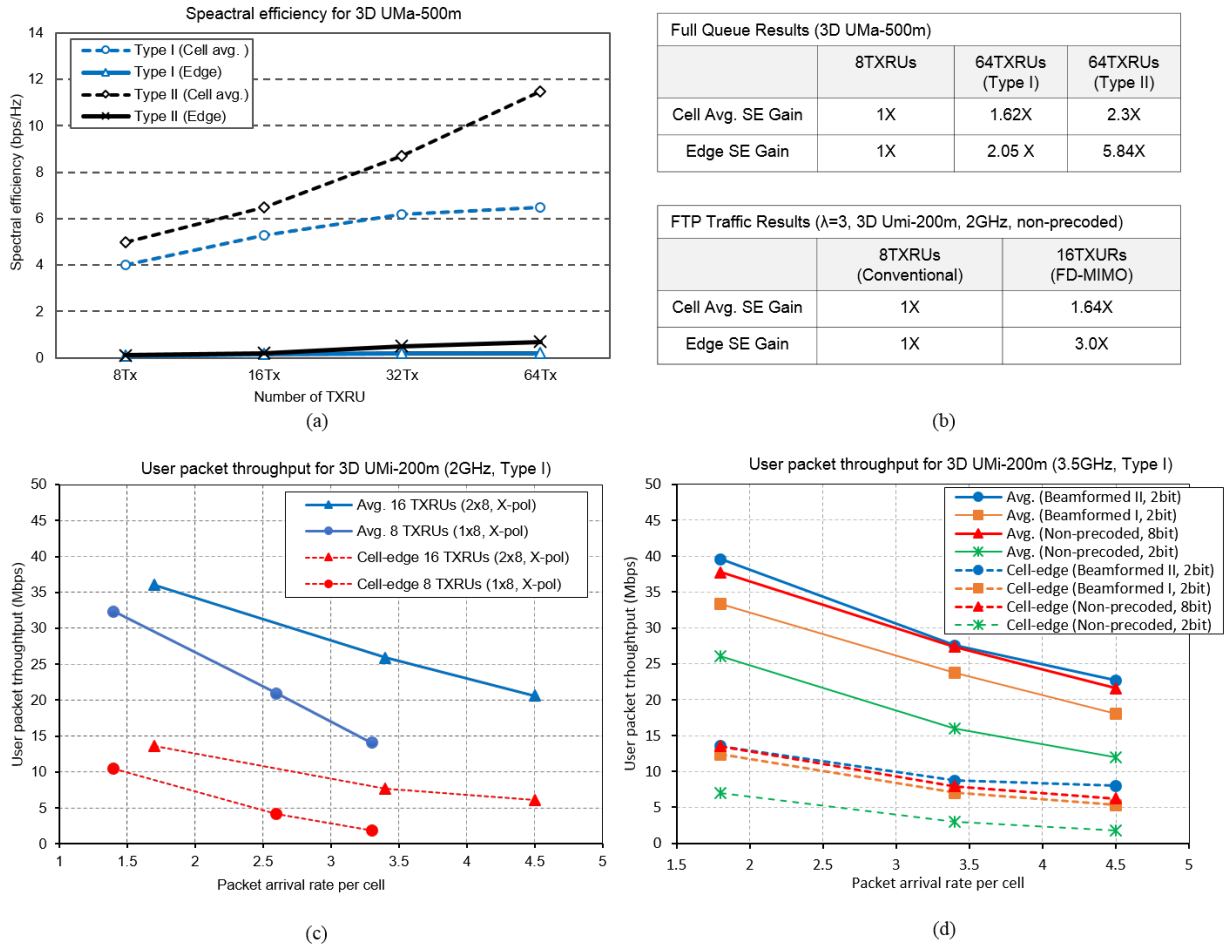 Speactral efficiency for 3D UMa-500m
14
12
10
8
6
4
2
0
Spectral efficiency (bps/Hz)
Type I (Cell avg. )
Type I (Edge)
Type II (Cell avg.)
Type II (Edge)
8Tx
16Tx
32Tx
64Tx
Number of TXRU
(a)
Full Queue Results (3D UMa-500m)
8TXRUs
64TXRUs
(Type I)
64TXRUs
(Type II)
Cell Avg. SE Gain
1X
1.62X
2.3X
Edge SE Gain
1X
2.05 X
5.84X
FTP Traffic Results (λ=3, 3D Umi-200m, 2GHz, non-precoded)
8TXRUs
(Conventional)
16TXURs
(FD-MIMO)
Cell Avg. SE Gain
1X
1.64X
Edge SE Gain
1X
3.0X
(b)
User packet throughput for 3D UMi-200m (2GHz, Type I)
50
45
40
35
30
25
20
15
10
5
0
User packet trhoughtput (Mbps)
Avg. 16 TXRUs (2x8, X-pol)
Avg. 8 TXRUs (1x8, X-pol)
Cell-edge 16 TXRUs (2x8, X-pol)
Cell-edge 8 TXRUs (1x8, X-pol)
1
1.5
2
2.5
3
3.5
4
4.5
5
Packet arrival rate per cell
(c)
User packet throughput for 3D UMi-200m (3.5GHz, Type I)
50
45
40
35
30
25
20
15
10
5
0
User packet trhoughtput (Mbps)
Avg. (Beamformed II, 2bit)
Avg. (Beamformed I, 2bit)
Avg. (Non-precoded, 8bit)
Avg. (Non-precoded, 2bit)
Cell-edge (Beamformed II, 2bit)
Cell-edge (Beamformed I, 2bit)
Cell-edge (Non-precoded, 8bit)
Cell-edge (Non-precoded, 2bit)
1.5
2
2.5
3
3.5
4
4.5
5
Packet arrival rate per cell
(d)